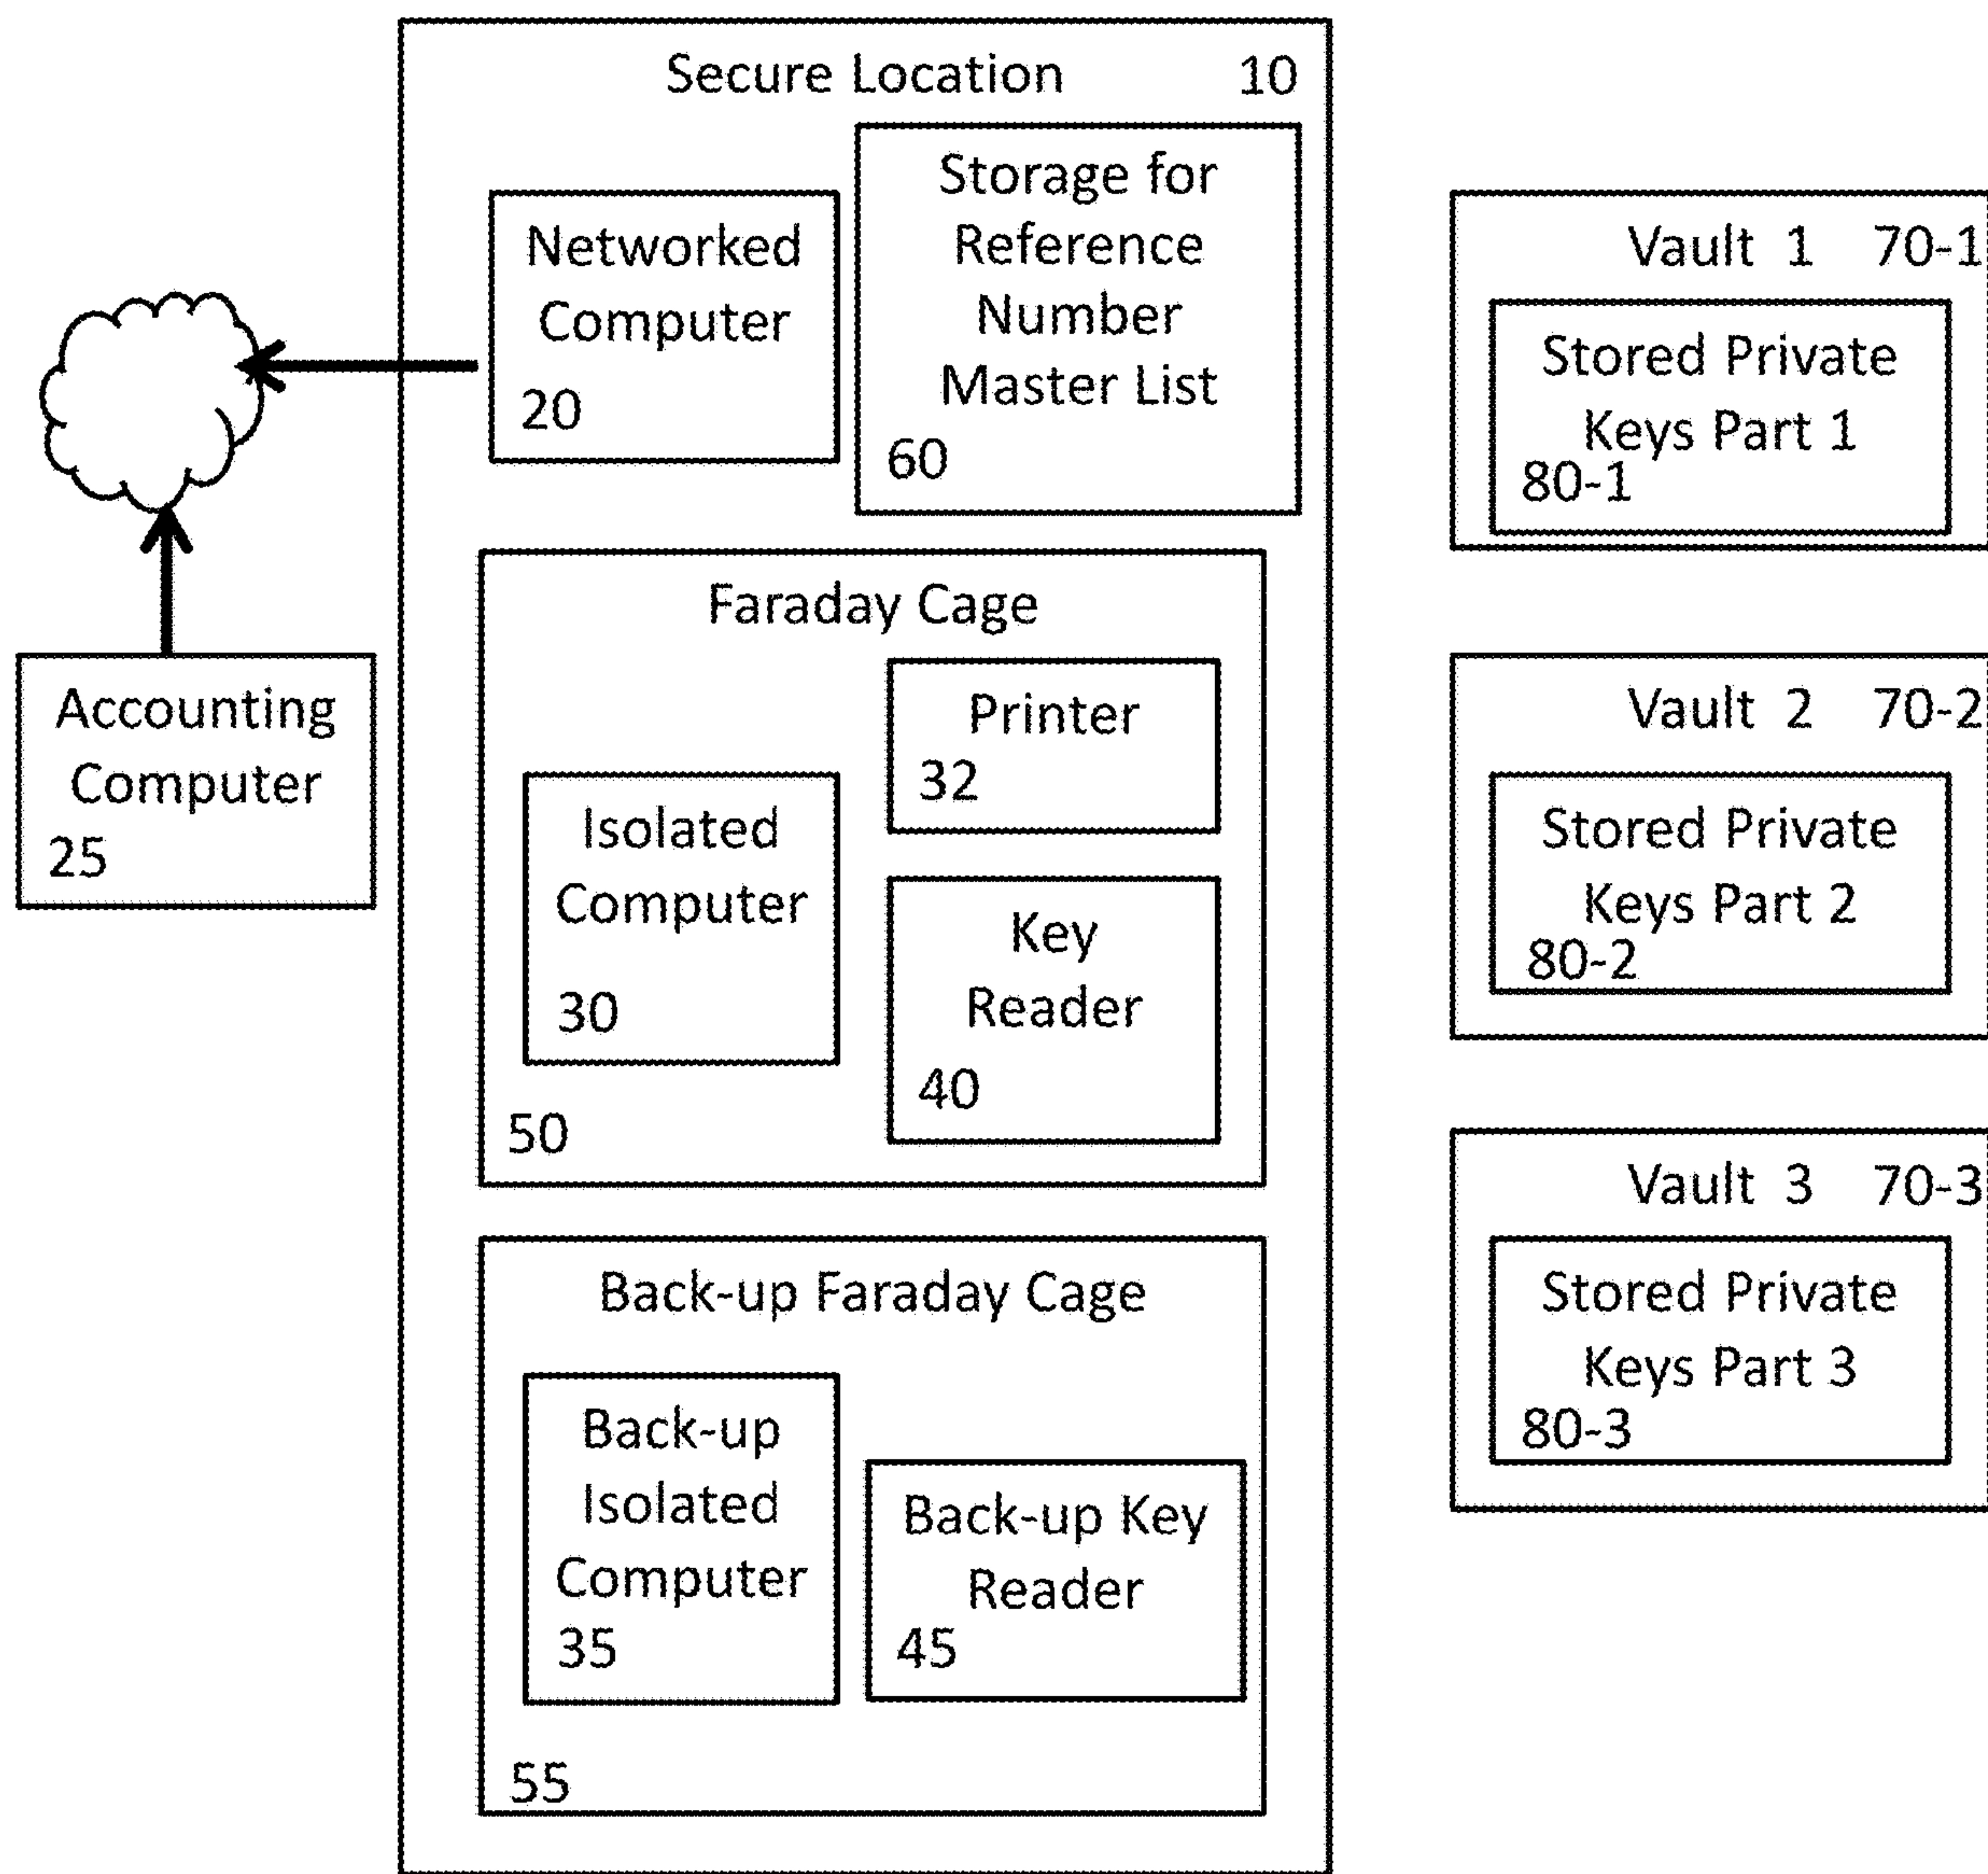 Secure Location 10
Networked
Computer
20
Storage for
Reference
Number
Master List
60
Accounting
Computer
25
Faraday Cage
Isolated
Computer
30
Printer
32
Key
Reader
40
50
Back-up Faraday Cage
Back-up
Isolated
Computer
35
Back-up Key
Reader
45
55
Vault 1 70-1
Stored Private
Keys Part 1
80-1
Vault 2 70-2
Stored Private
Keys Part 2
80-2
Vault 3 70-3
Stored Private
Keys Part 3
80-3